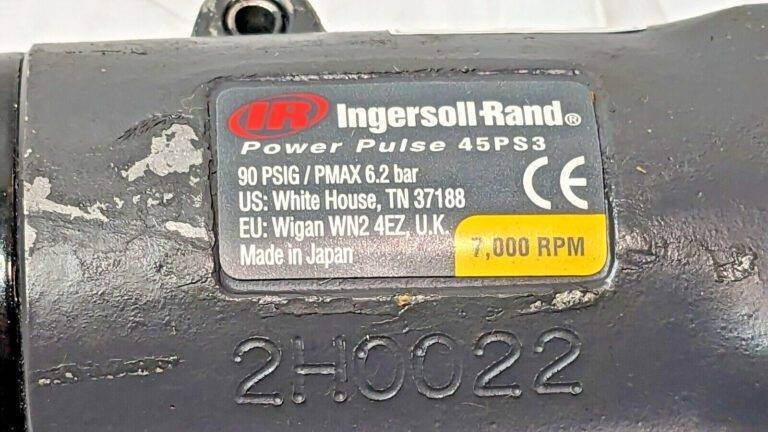 IR Ingersoll-Rand®
Power Pulse 45PS3
90 PSIG / PMAX 6.2 bar
US: White House, TN 37188
EU: Wigan WN2 4EZ, U.K.
Made in Japan
CE
7,000 RPM
2H0022